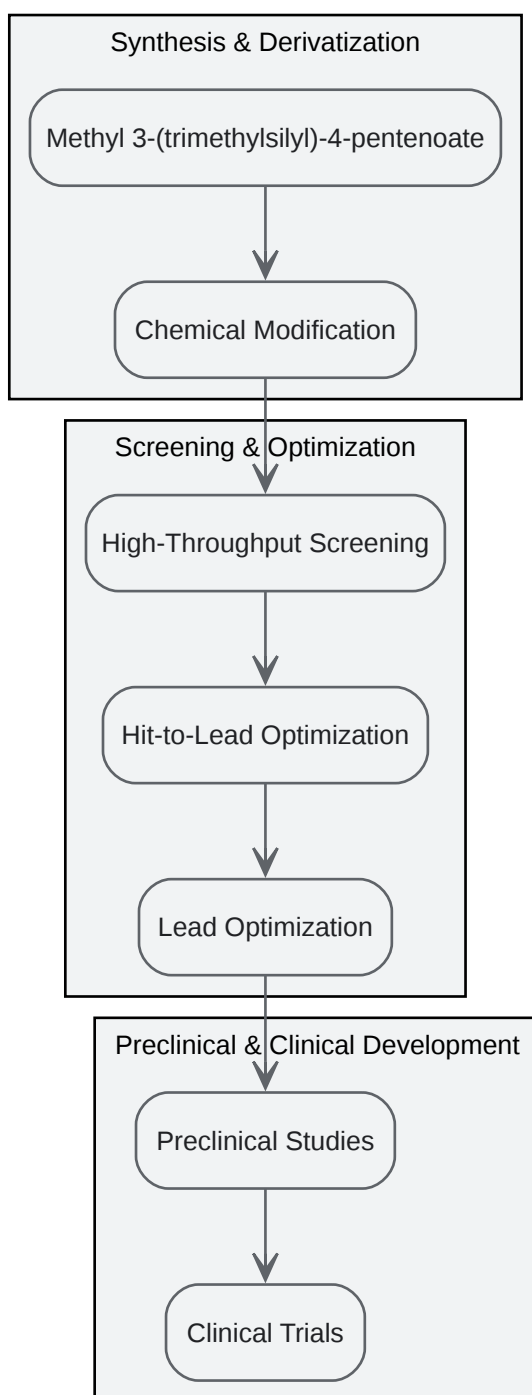 Synthesis & Derivatization
Methyl 3-(trimethylsilyl)-4-pentenoate
Chemical Modification
Screening & Optimization
High-Throughput Screening
Hit-to-Lead Optimization
Lead Optimization
Preclinical & Clinical Development
Preclinical Studies
Clinical Trials